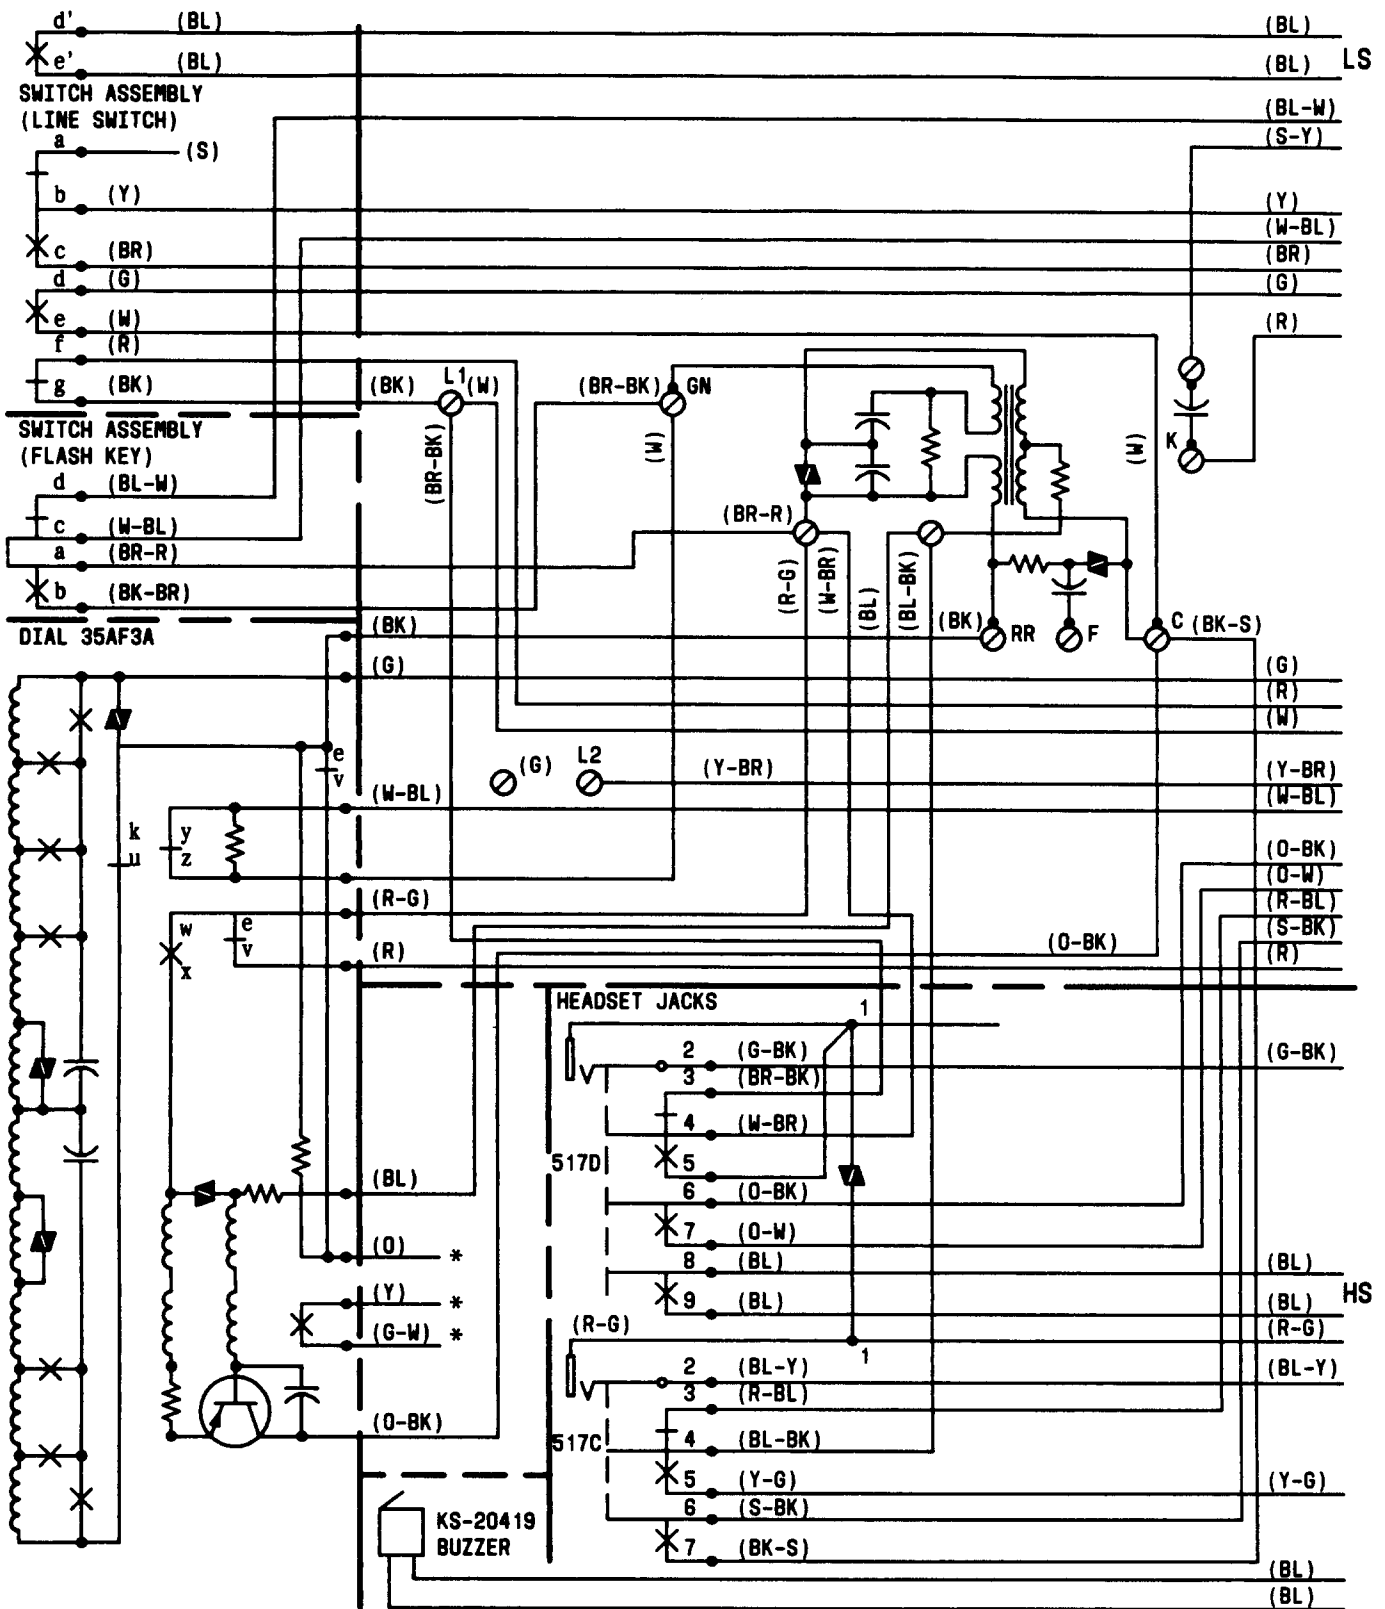 d' (BL) (BL)
e' (BL) (BL) LS
SWITCH ASSEMBLY
(LINE SWITCH) (BL-W)
a (S) (S-Y)
b (Y) (Y)
(W-BL)
c (BR) (BR)
d (G) (G)
e (W) (R)
f (R)
g (BK) (BK) L1 (W) (BR-BK) GN
SWITCH ASSEMBLY
(FLASH KEY)
(BR-BK) (W) (W) K
d (BL-W)
c (W-BL) (BR-R)
a (BR-R)
b (BK-BR) (R-G) (W-BR) (BL) (BL-BK)
DIAL 35AF3A (BK) (BK) RR F C (BK-S)
(G) (G)
(R)
(W)
e
v (G) L2 (Y-BR) (Y-BR)
(W-BL) (W-BL)
k y
u z (O-BK)
(O-W)
(R-G) (R-BL)
w e (S-BK)
v (O-BK)
x (R) (R)
HEADSET JACKS 1
2 (G-BK) (G-BK)
3 (BR-BK)
4 (W-BR)
517D 5
(BL) 6 (O-BK)
7 (O-W)
(O) * 8 (BL) (BL)
(Y) * 9 (BL) (BL) HS
(G-W) * (R-G) (R-G)
1
2 (BL-Y) (BL-Y)
3 (R-BL)
(O-BK) 517C 4 (BL-BK)
5 (Y-G) (Y-G)
6 (S-BK)
KS-20419
BUZZER 7 (BK-S)
(BL)
(BL)